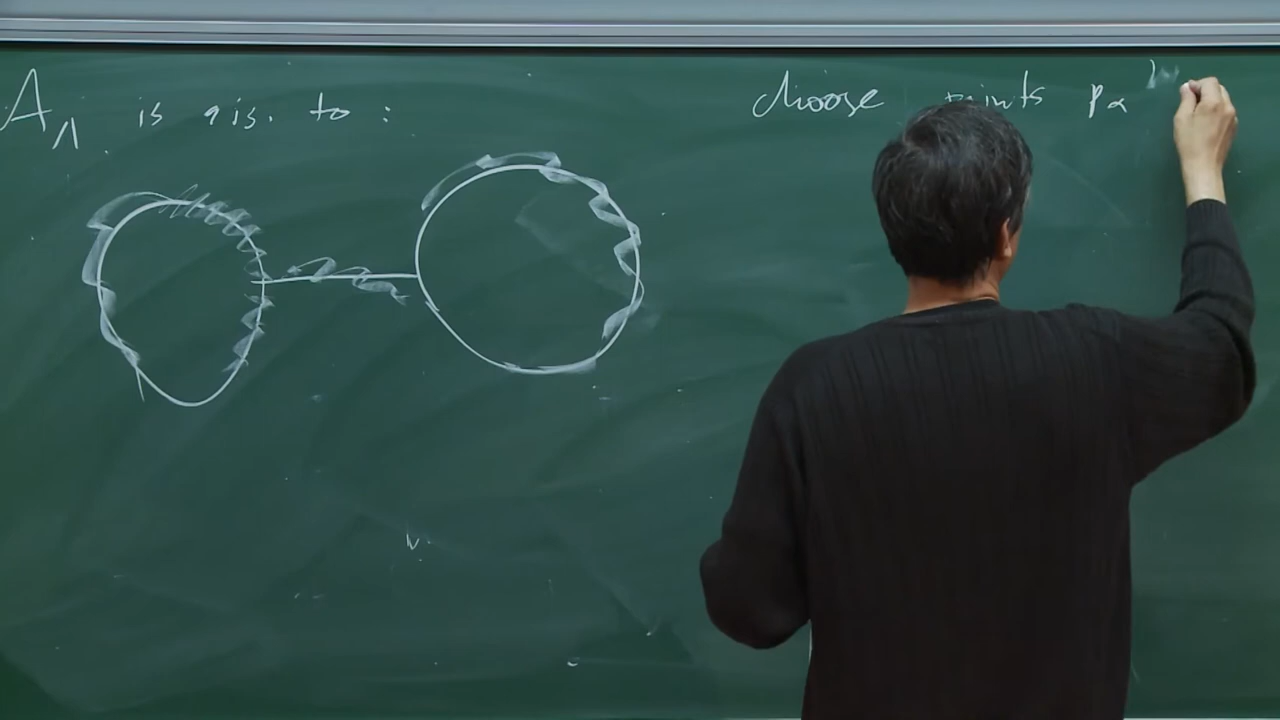 A_Λ is q is. to :
choose points p_α